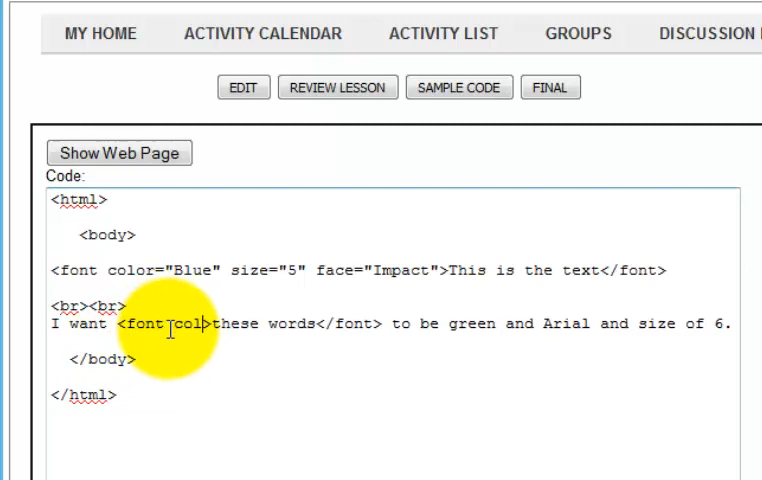 MY HOME ACTIVITY CALENDAR ACTIVITY LIST GROUPS DISCUSSION
EDIT REVIEW LESSON SAMPLE CODE FINAL
Show Web Page
Code:
<html>
<body>
<font color="Blue" size="5" face="Impact">This is the text</font>
<br><br>
I want <font col>these words</font> to be green and Arial and size of 6.
</body>
</html>